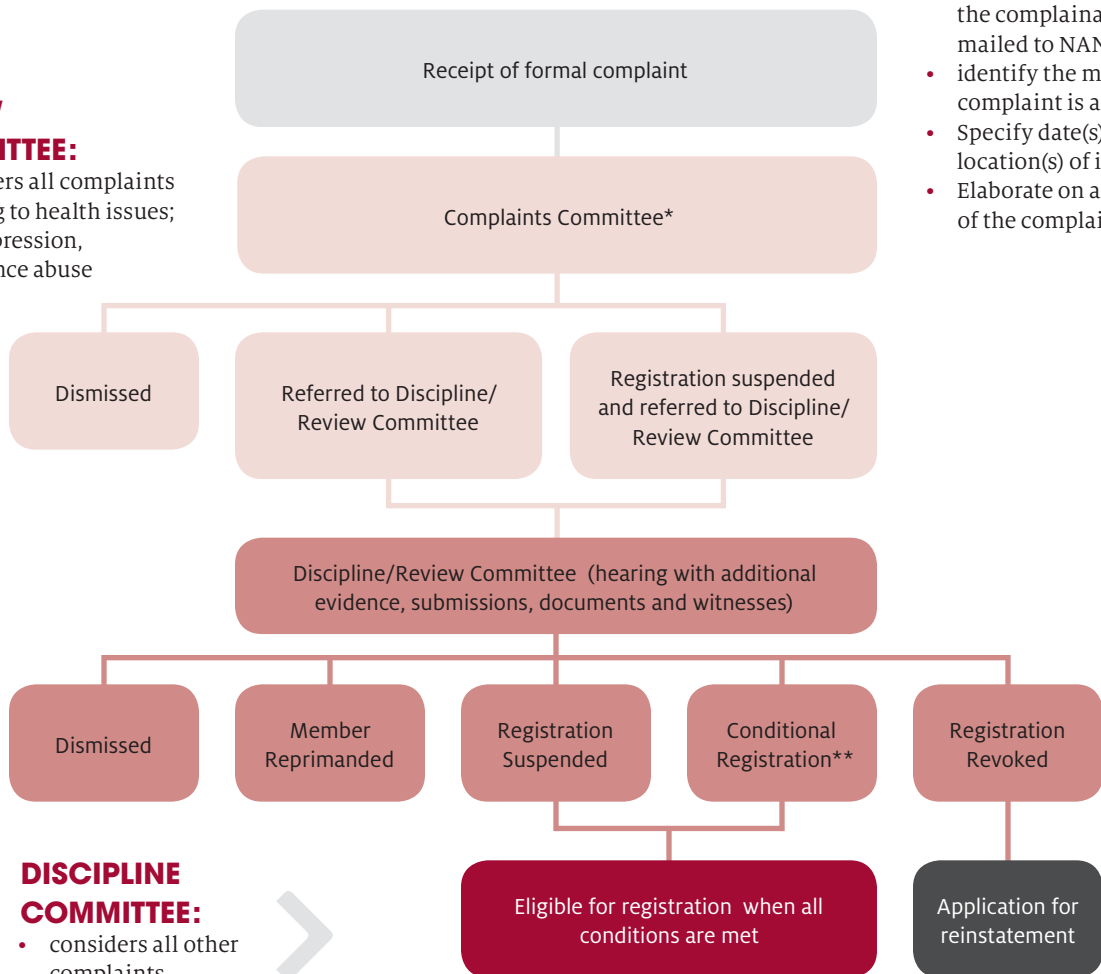 the complaina
mailed to NAN
• identify the m
complaint is a
• Specify date(s)
location(s) of i
• Elaborate on a
of the complai
Receipt of formal complaint
ITTEE:
ers all complaints
g to health issues;
pression,
nce abuse
Complaints Committee*
Dismissed
Referred to Discipline/
Review Committee
Registration suspended
and referred to Discipline/
Review Committee
Discipline/Review Committee (hearing with additional
evidence, submissions, documents and witnesses)
Dismissed
Member
Reprimanded
Registration
Suspended
Conditional
Registration**
Registration
Revoked
DISCIPLINE
COMMITTEE:
• considers all other
complaints
Eligible for registration when all
conditions are met
Application for
reinstatement